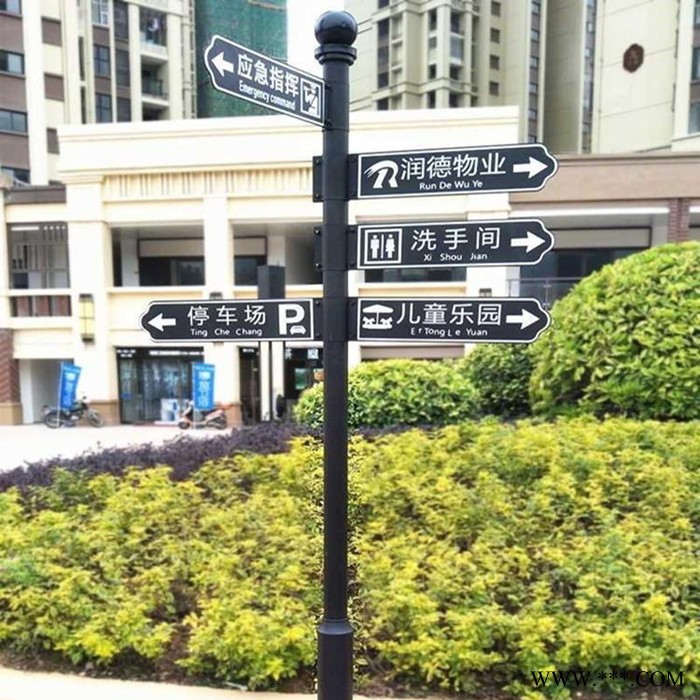 应急指挥
Emergency command
润德物业
Run De Wu Ye
洗手间
Xi Shou Jian
停车场 P
Ting Che Chang
儿童乐园
Er Tong Le Yuan
WWW.***.COM